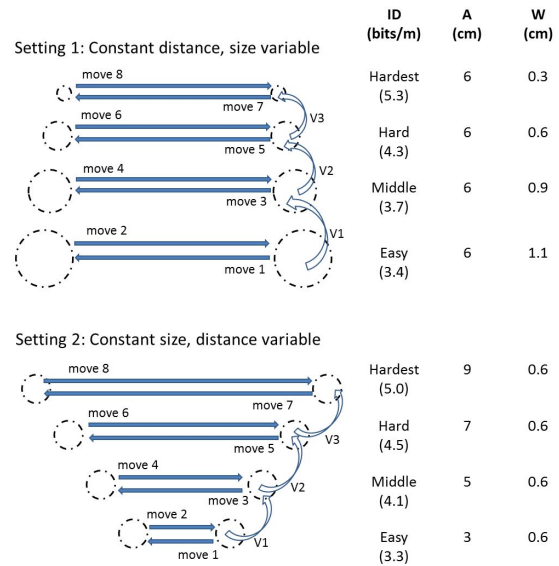 ID A W
(bits/m) (cm) (cm)
Setting 1: Constant distance, size variable
move 8
Hardest 6 0.3
(5.3)
move 7
move 6
V3
Hard 6 0.6
(4.3)
move 5
move 4
V2
Middle 6 0.9
(3.7)
move 3
move 2
V1
Easy 6 1.1
(3.4)
move 1
Setting 2: Constant size, distance variable
move 8
Hardest 9 0.6
(5.0)
move 7
move 6
Hard 7 0.6
(4.5)
V3
move 5
move 4
Middle 5 0.6
(4.1)
V2
move 3
move 2
Easy 3 0.6
(3.3)
V1
move 1